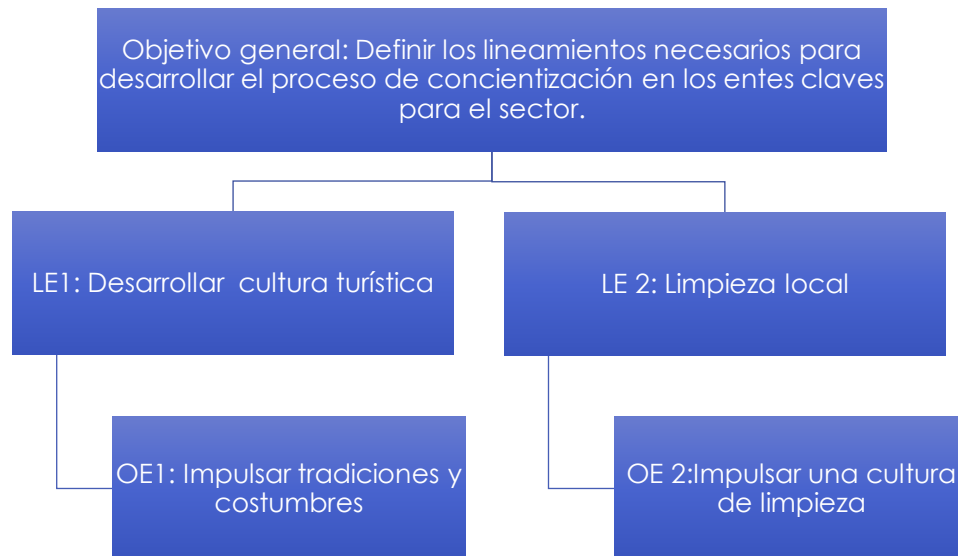 Objetivo general: Definir los lineamientos necesarios para
desarrollar el proceso de concientización en los entes claves
para el sector.
LE1: Desarrollar  cultura turística
LE 2: Limpieza local
OE1: Impulsar tradiciones y
costumbres
OE 2:Impulsar una cultura
de limpieza